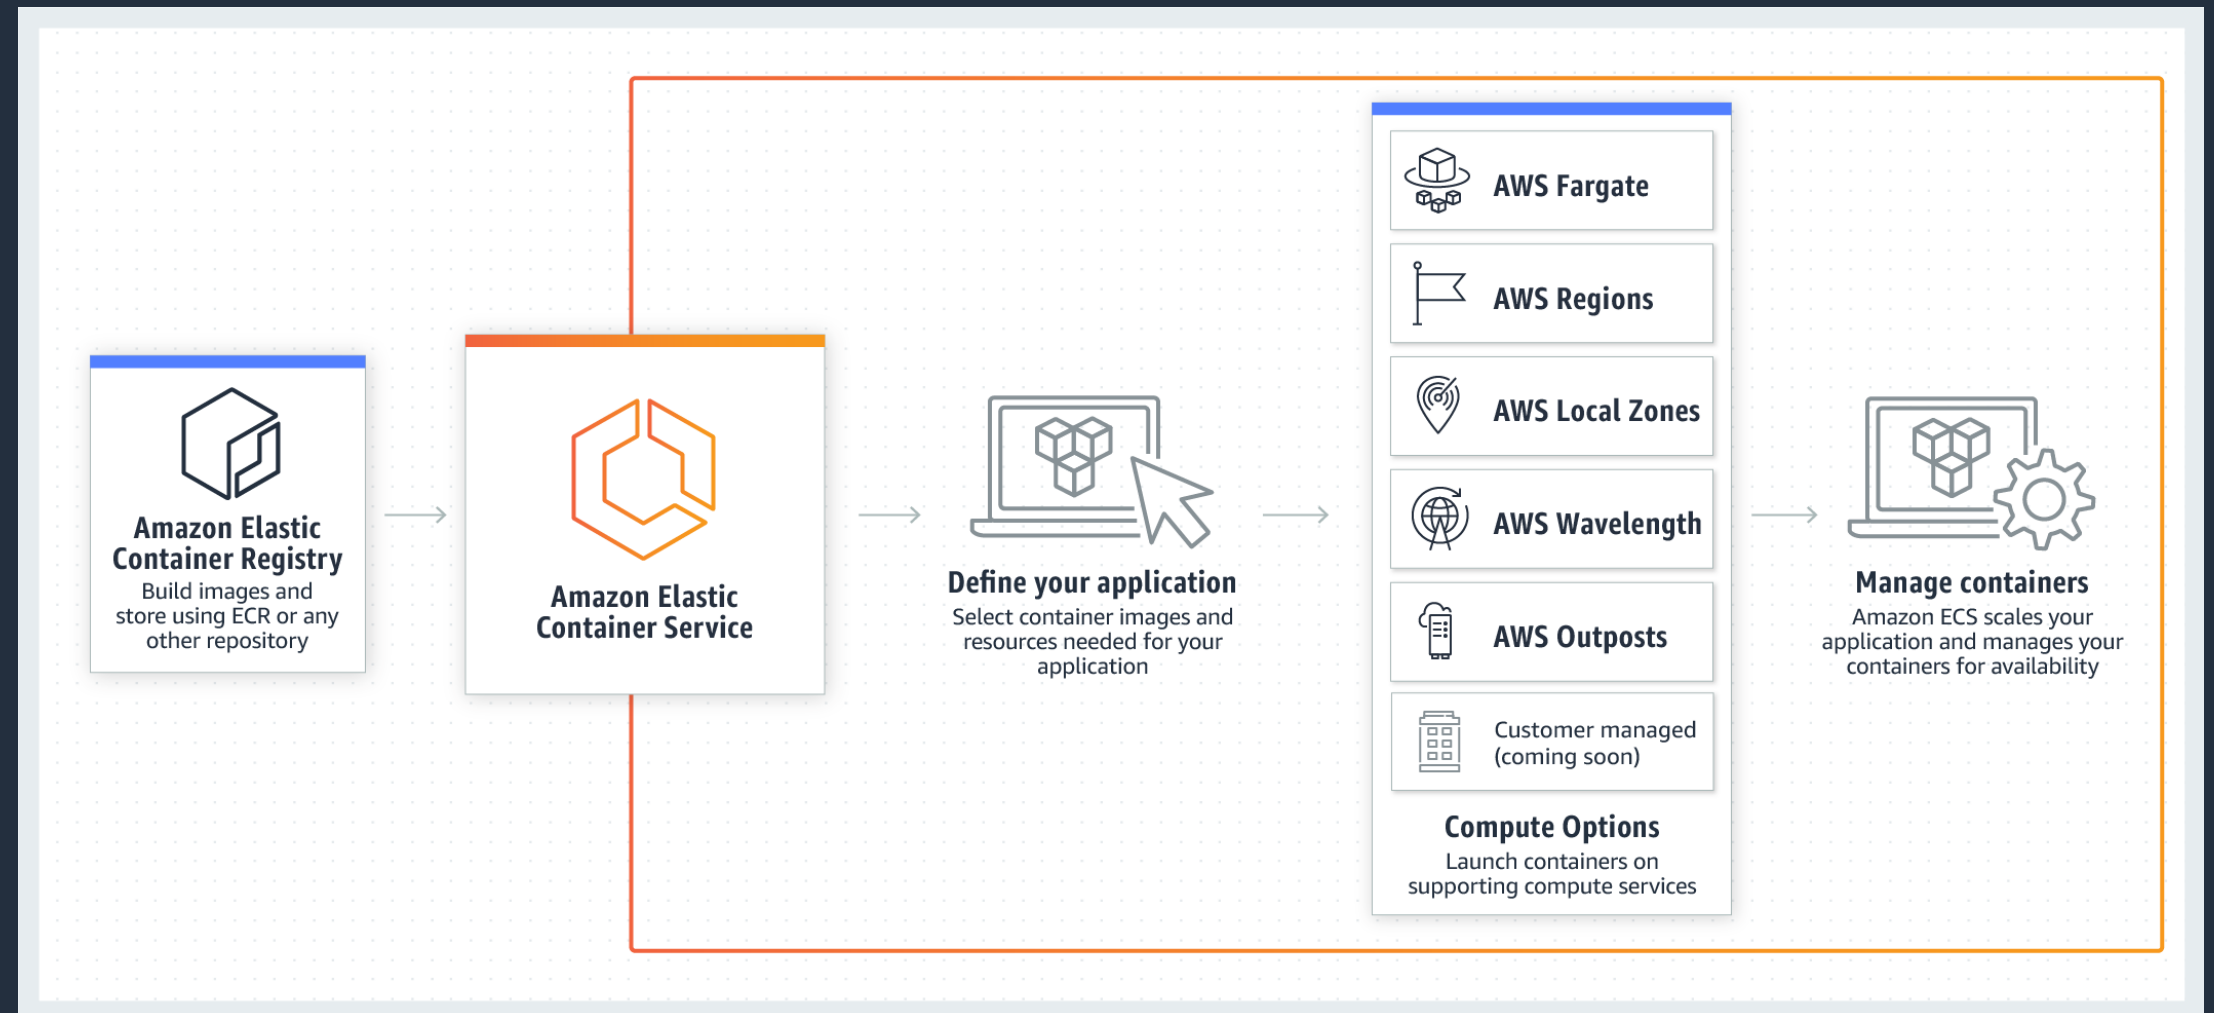 Amazon Elastic
Container Registry
Build images and
store using ECR or any
other repository
Amazon Elastic
Container Service
Define your application
Select container images and
resources needed for your
application
AWS Fargate
AWS Regions
AWS Local Zones
AWS Wavelength
AWS Outposts
Customer managed
(coming soon)
Compute Options
Launch containers on
supporting compute services
Manage containers
Amazon ECS scales your
application and manages your
containers for availability